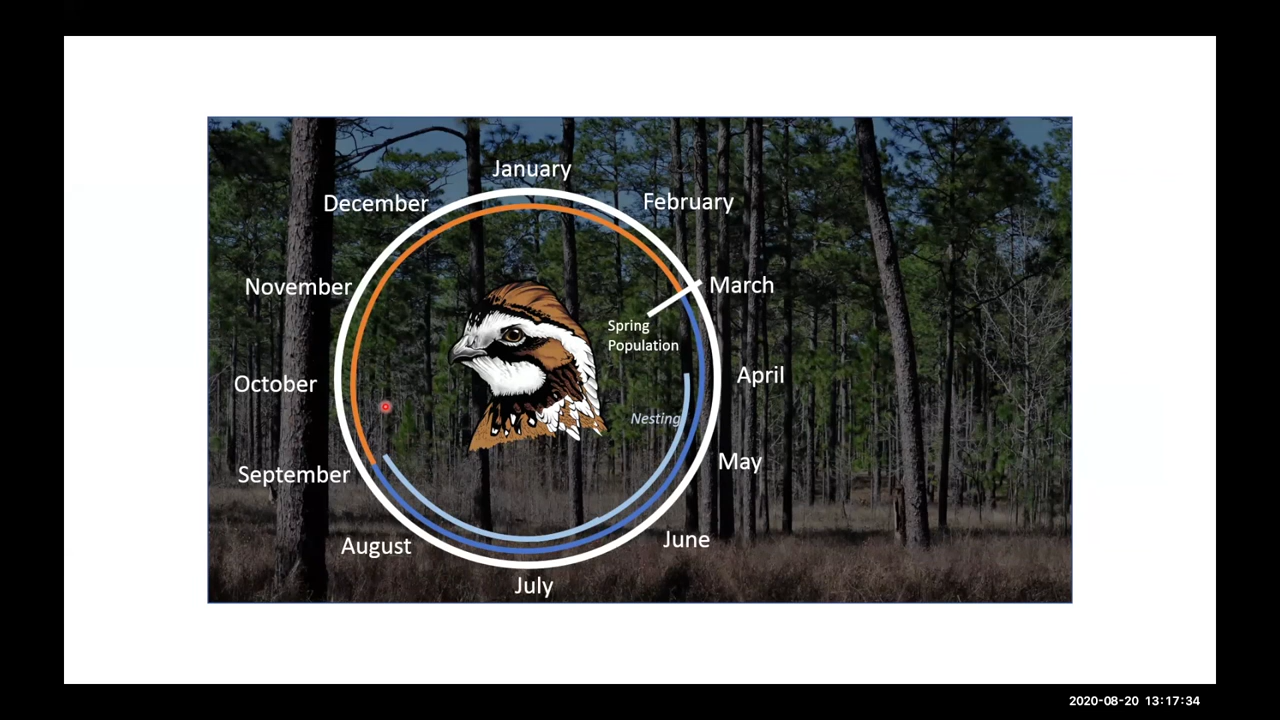 January
December
February
November
March
Spring
Population
October
April
Nesting
September
May
August
June
July
2020-08-20 13:17:34